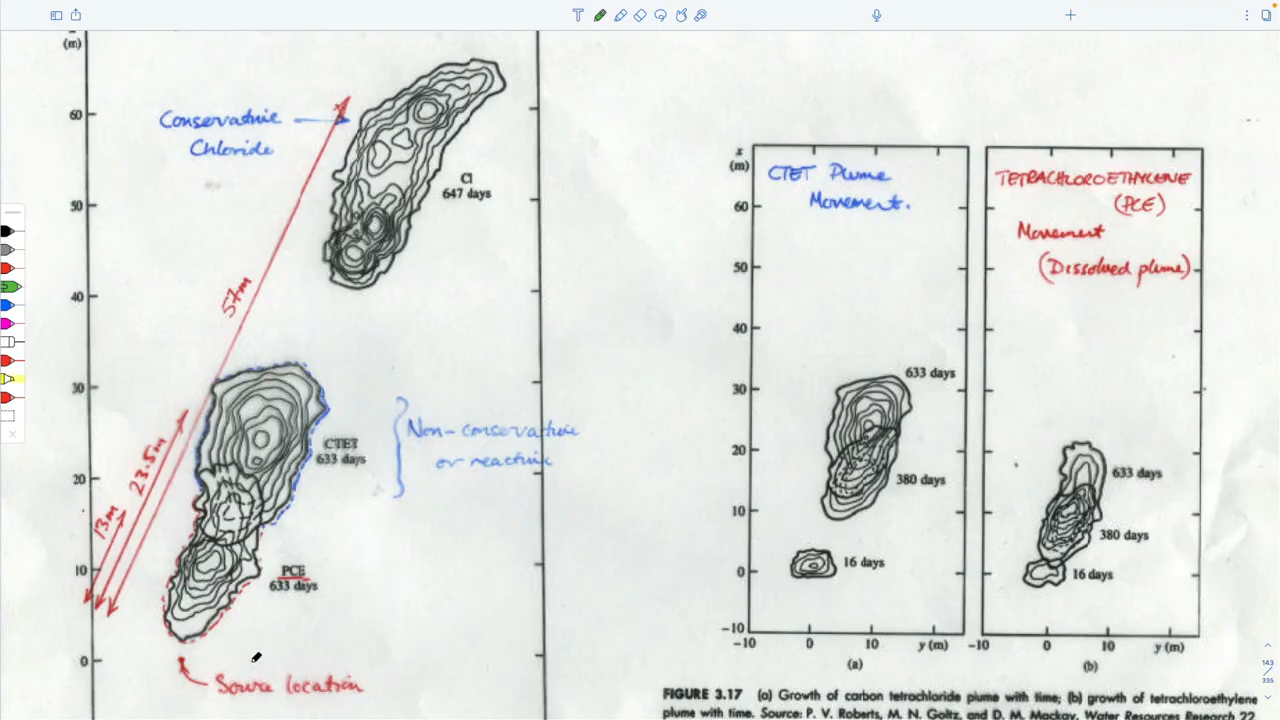 (m)
60
50
40
30
20
10
0
Conservative
Chloride
57m
23.5m
13m
Cl
647 days
CTET
633 days
Non-conservative
or reactive
PCE
633 days
Source location
x
(m)
60
50
40
30
20
10
0
−10
CTET Plume
Movement.
633 days
380 days
16 days
−10
0
10
y (m)
(a)
TETRACHLOROETHYLENE
(PCE)
Movement
(Dissolved plume)
633 days
380 days
16 days
−10
0
10
y (m)
(b)
FIGURE 3.17 (a) Growth of carbon tetrachloride plume with time; (b) growth of tetrachloroethylene
plume with time. Source: P. V. Roberts, M. N. Goltz, and D. M. Mackay, Water Resources Research 22
143
335